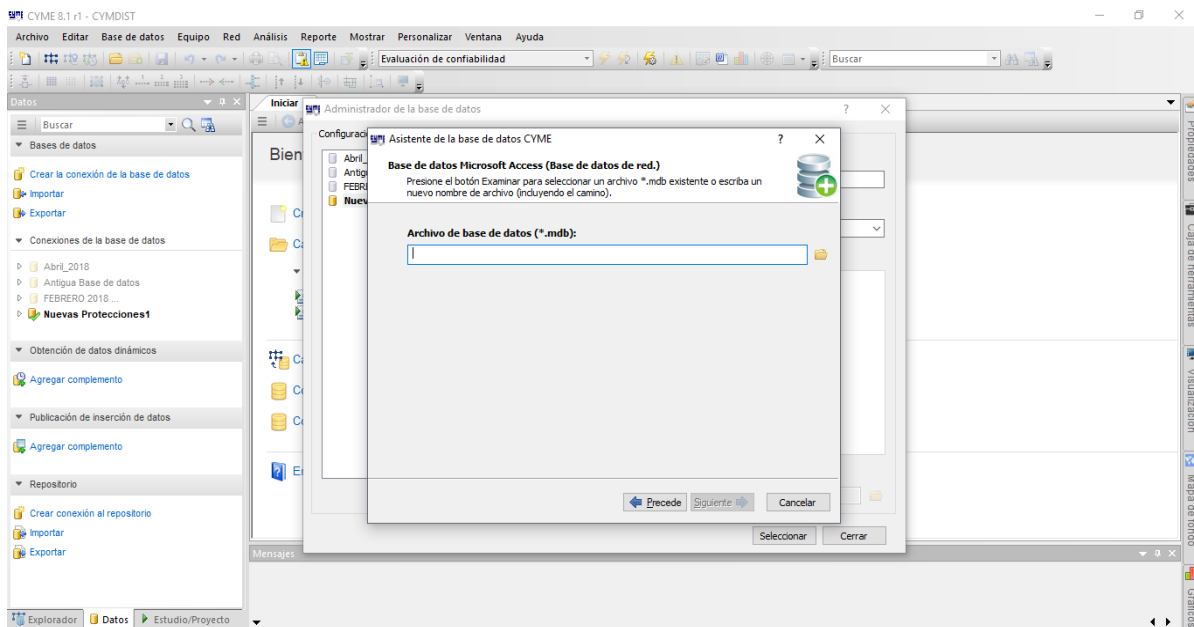 CYME 8.1 r1 - CYMDIST
Archivo Editar Base de datos Equipo Red Análisis Reporte Mostrar Personalizar Ventana Ayuda
Evaluación de confiabilidad
Buscar
Datos
Buscar
Bases de datos
Crear la conexión de la base de datos
Importar
Exportar
Conexiones de la base de datos
Abril_2018
Antigua Base de datos
FEBRERO 2018 ...
Nuevas Protecciones1
Obtención de datos dinámicos
Agregar complemento
Publicación de inserción de datos
Agregar complemento
Repositorio
Crear conexión al repositorio
Importar
Exportar
Explorador Datos Estudio/Proyecto
Iniciar
Bien
Administrador de la base de datos ?
Configuraci
Abril_
Antig
FEBR
Nuev
Asistente de la base de datos CYME ?
Base de datos Microsoft Access (Base de datos de red.)
Presione el botón Examinar para seleccionar un archivo *.mdb existente o escriba un
nuevo nombre de archivo (incluyendo el camino).
Archivo de base de datos (*.mdb):
Precede Siguiente Cancelar
Seleccionar Cerrar
Mensajes
Propiedades
Caja de herramientas
Visualización
Mapa de fondo
Gráficos